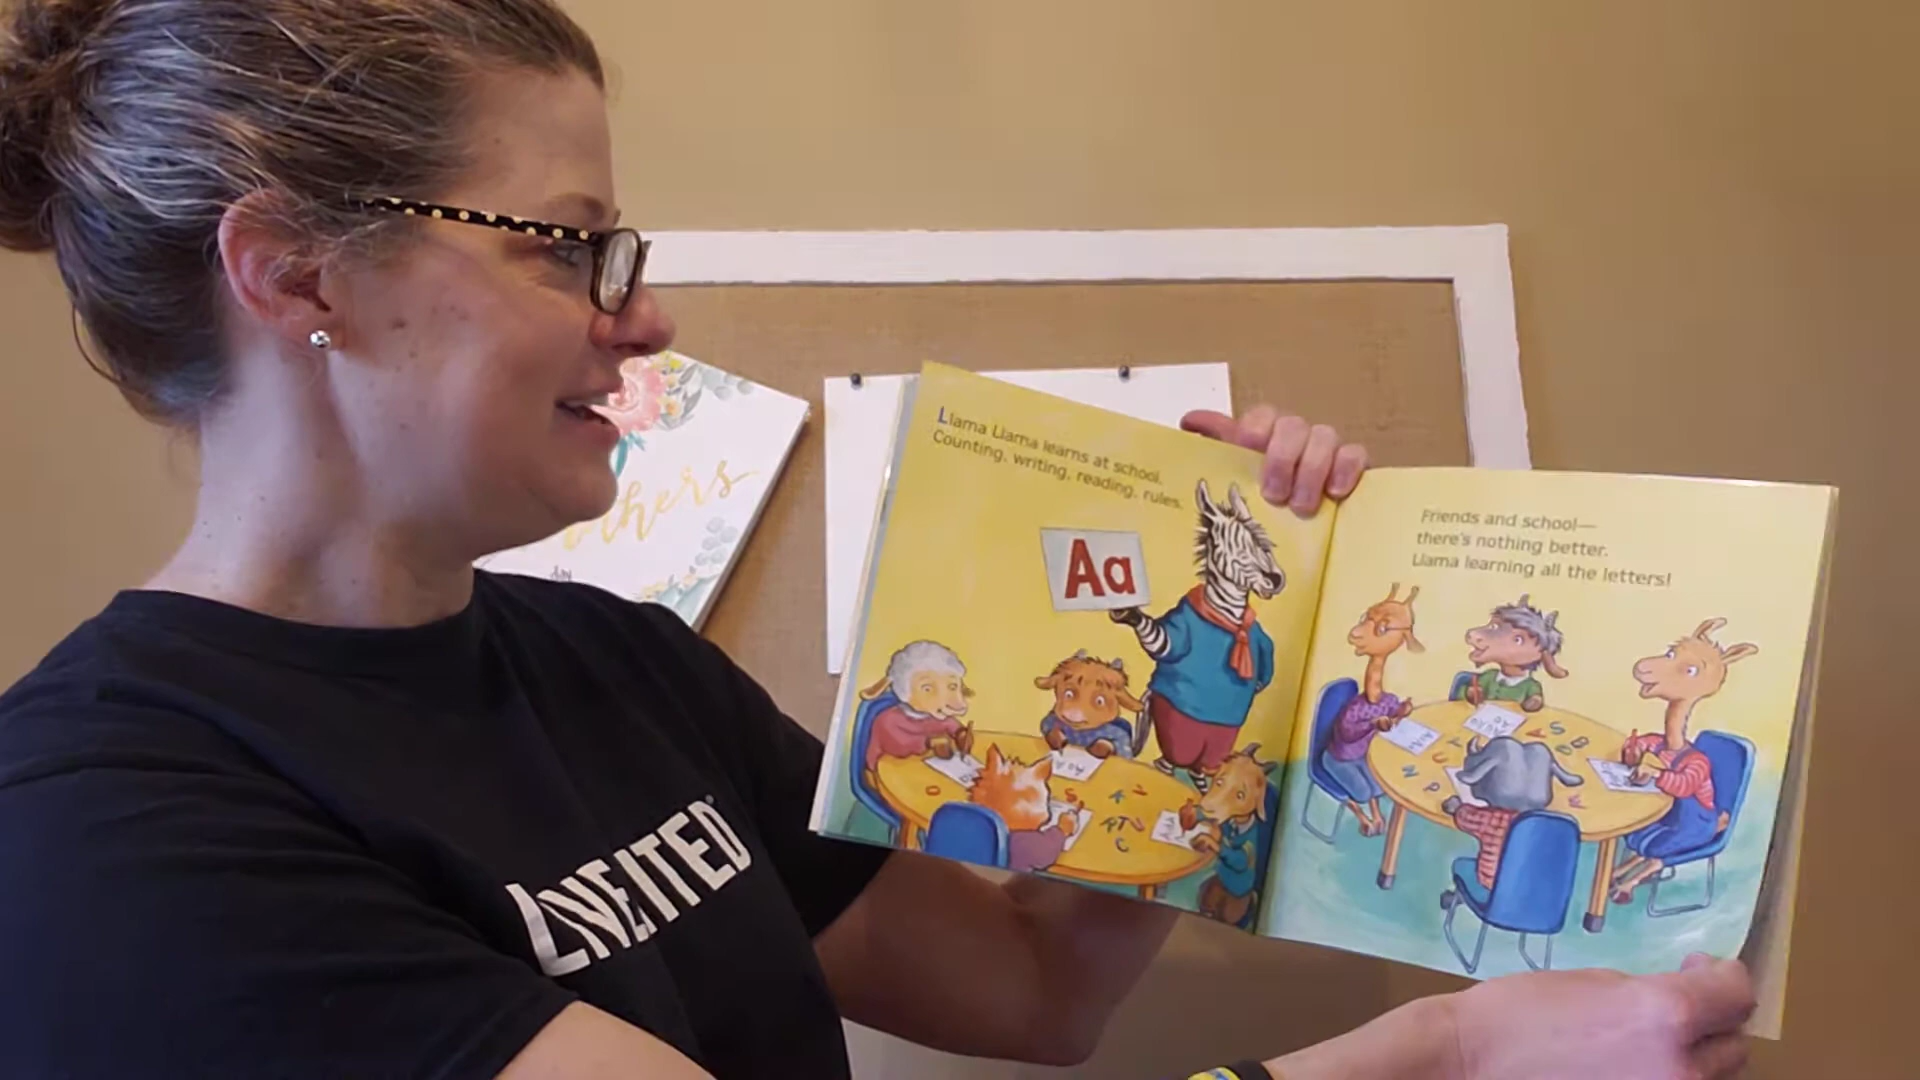 Llama Llama learns at school.
Counting, writing, reading, rules.
Aa
Friends and school—
there's nothing better.
Llama learning all the letters!